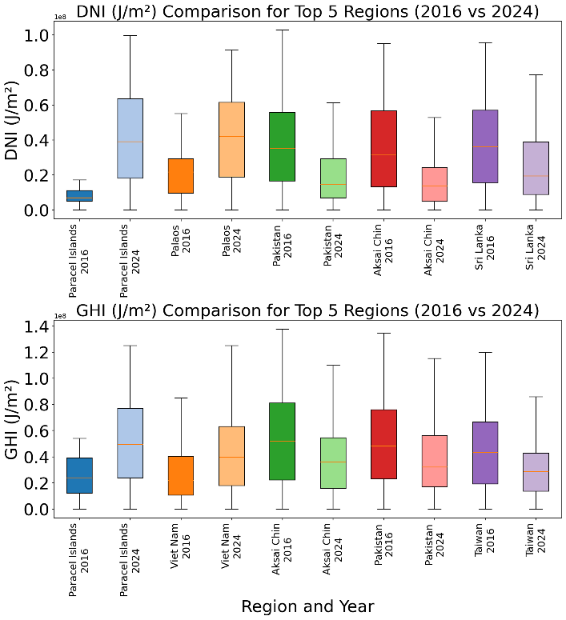 DNI (J/m²) Comparison for Top 5 Regions (2016 vs 2024)
1e8
DNI (J/m²)
1.0
0.8
0.6
0.4
0.2
0.0
Paracel Islands
2016
Paracel Islands
2024
Palaos
2016
Palaos
2024
Pakistan
2016
Pakistan
2024
Aksai Chin
2016
Aksai Chin
2024
Sri Lanka
2016
Sri Lanka
2024
GHI (J/m²) Comparison for Top 5 Regions (2016 vs 2024)
1e8
GHI (J/m²)
1.4
1.2
1.0
0.8
0.6
0.4
0.2
0.0
Paracel Islands
2016
Paracel Islands
2024
Viet Nam
2016
Viet Nam
2024
Aksai Chin
2016
Aksai Chin
2024
Pakistan
2016
Pakistan
2024
Taiwan
2016
Taiwan
2024
Region and Year